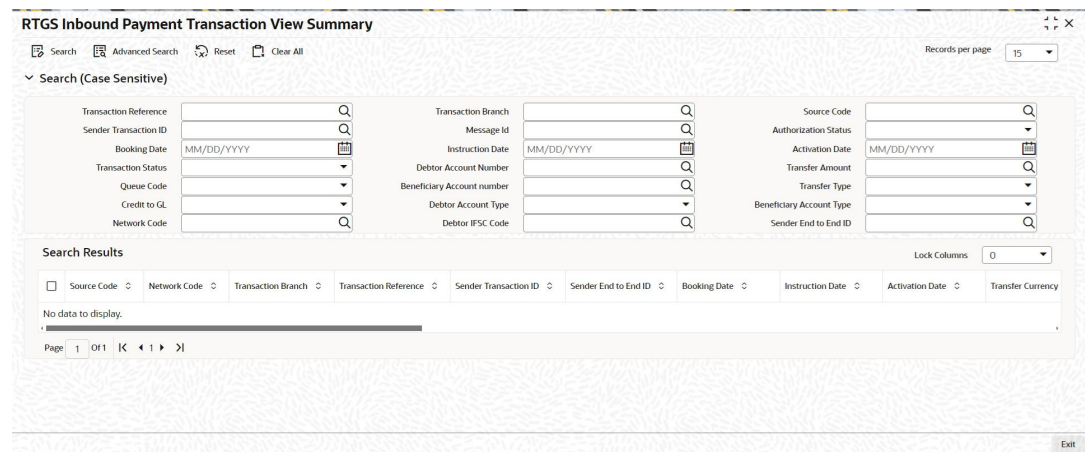 RTGS Inbound Payment Transaction View Summary
Search Advanced Search Reset Clear All Records per page 15
Search (Case Sensitive)
Transaction Reference Transaction Branch Source Code
Sender Transaction ID Message Id Authorization Status
Booking Date MM/DD/YYYY Instruction Date MM/DD/YYYY Activation Date MM/DD/YYYY
Transaction Status Debtor Account Number Transfer Amount
Queue Code Beneficiary Account number Transfer Type
Credit to GL Debtor Account Type Beneficiary Account Type
Network Code Debtor IFSC Code Sender End to End ID
Search Results Lock Columns 0
Source Code Network Code Transaction Branch Transaction Reference Sender Transaction ID Sender End to End ID Booking Date Instruction Date Activation Date Transfer Currency
No data to display.
Page 1 Of 1 1
Exit